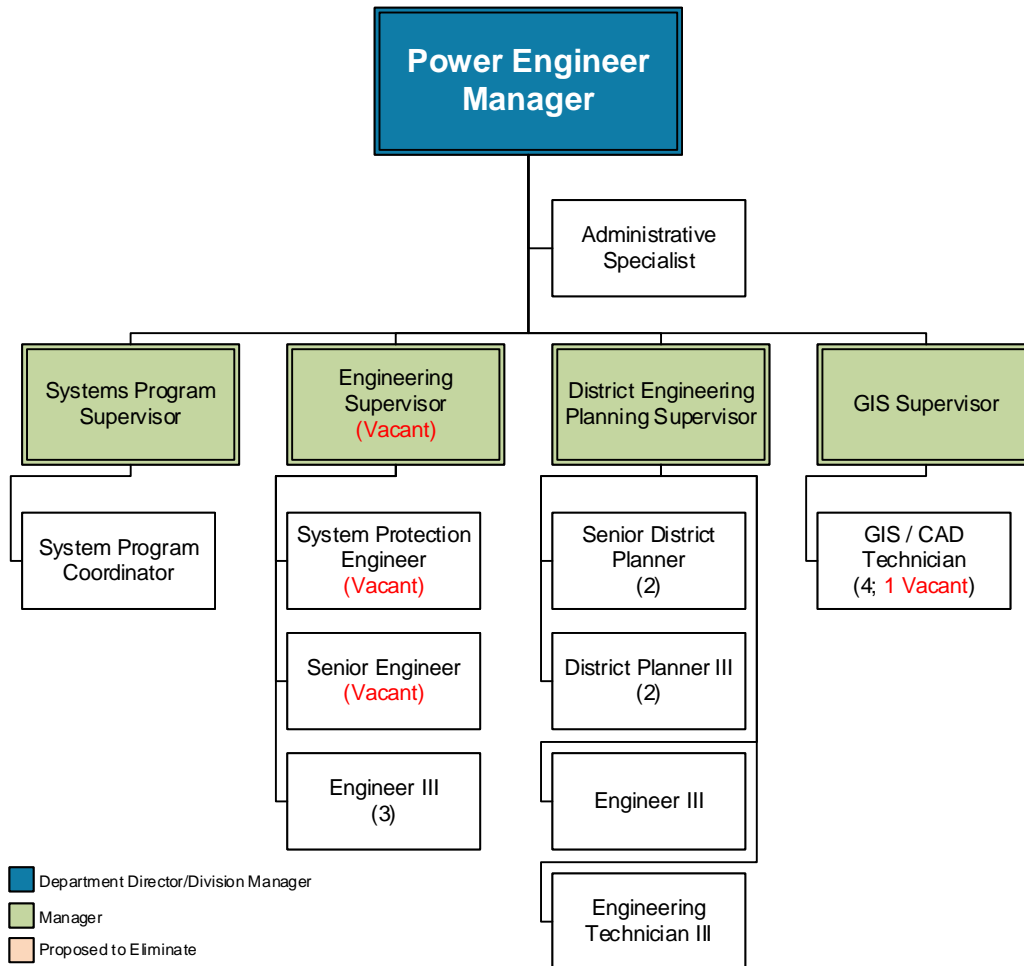 Power Engineer
Manager
Administrative
Specialist
Systems Program
Supervisor
Engineering
Supervisor
(Vacant)
District Engineering
Planning Supervisor
GIS Supervisor
System Program
Coordinator
System Protection
Engineer
(Vacant)
Senior District
Planner
(2)
GIS / CAD
Technician
(4; 1 Vacant)
Senior Engineer
(Vacant)
District Planner III
(2)
Engineer III
(3)
Engineer III
Engineering
Technician III
Department Director/Division Manager
Manager
Proposed to Eliminate